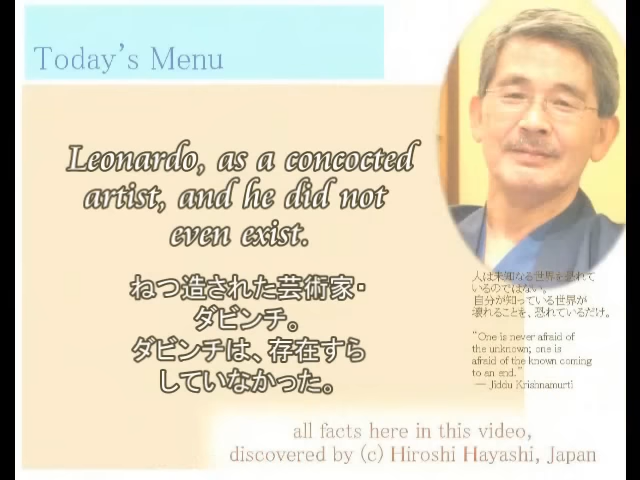 Today's Menu
Leonardo, as a concocted
artist, and he did not
even exist.
ねつ造された芸術家・
ダビンチ。
ダビンチは、存在すら
していなかった。
人は未知なる世界を恐れて
いるのではない。
自分が知っている世界が
壊れることを、恐れているだけ。
"One is never afraid of
the unknown; one is
afraid of the known coming
to an end."
— Jiddu Krishnamurti
all facts here in this video,
discovered by (c) Hiroshi Hayashi, Japan